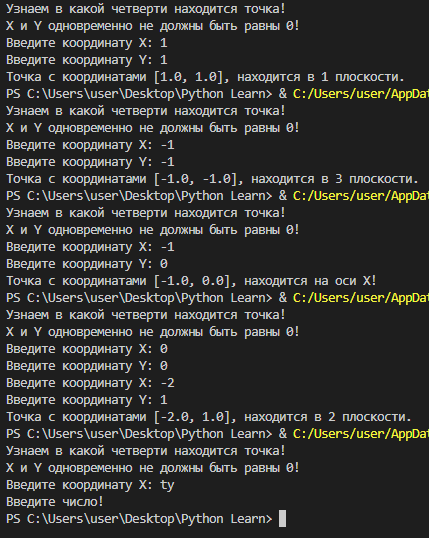 Узнаем в какой четверти находится точка!
X и Y одновременно не должны быть равны 0!
Введите координату X: 1
Введите координату Y: 1
Точка с координатами [1.0, 1.0], находится в 1 плоскости.
PS C:\Users\user\Desktop\Python Learn> & C:/Users/user/AppDat
Узнаем в какой четверти находится точка!
X и Y одновременно не должны быть равны 0!
Введите координату X: -1
Введите координату Y: -1
Точка с координатами [-1.0, -1.0], находится в 3 плоскости.
PS C:\Users\user\Desktop\Python Learn> & C:/Users/user/AppDat
Узнаем в какой четверти находится точка!
X и Y одновременно не должны быть равны 0!
Введите координату X: -1
Введите координату Y: 0
Точка с координатами [-1.0, 0.0], находится на оси X!
PS C:\Users\user\Desktop\Python Learn> & C:/Users/user/AppDat
Узнаем в какой четверти находится точка!
X и Y одновременно не должны быть равны 0!
Введите координату X: 0
Введите координату Y: 0
Введите координату X: -2
Введите координату Y: 1
Точка с координатами [-2.0, 1.0], находится в 2 плоскости.
PS C:\Users\user\Desktop\Python Learn> & C:/Users/user/AppDat
Узнаем в какой четверти находится точка!
X и Y одновременно не должны быть равны 0!
Введите координату X: ty
Введите число!
PS C:\Users\user\Desktop\Python Learn>